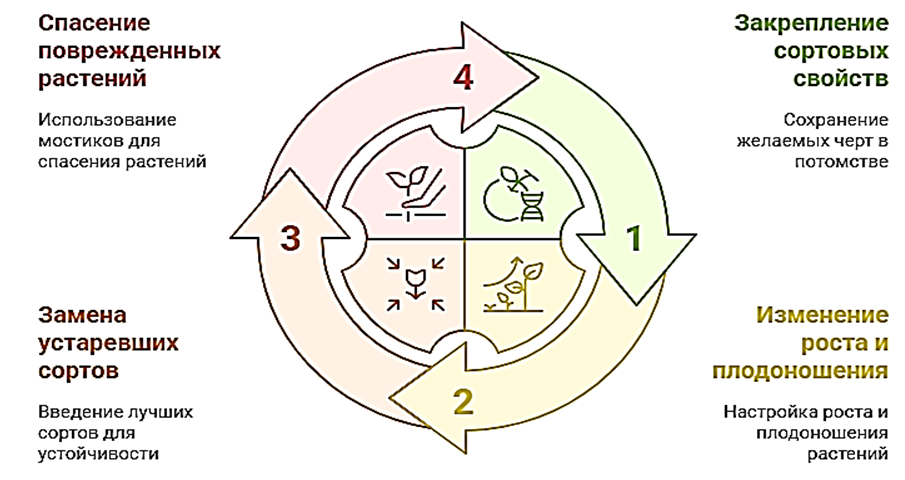 Спасение
поврежденных
растений
Использование
мостиков для
спасения растений
4
Закрепление
сортовых
свойств
Сохранение
желаемых черт в
потомстве
3
1
Замена
устаревших
сортов
Введение лучших
сортов для
устойчивости
2
Изменение
роста и
плодоношения
Настройка роста и
плодоношения
растений